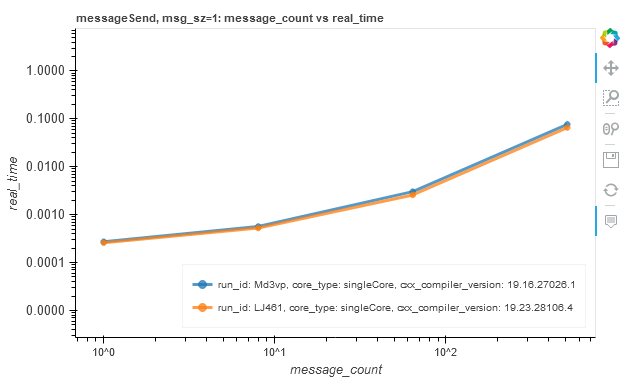 messageSend, msg_sz=1: message_count vs real_time
1.0000
0.1000
0.0100
0.0010
0.0001
0.0000
real_time
run_id: Md3vp, core_type: singleCore, cxx_compiler_version: 19.16.27026.1
run_id: LJ461, core_type: singleCore, cxx_compiler_version: 19.23.28106.4
10^0
10^1
10^2
message_count